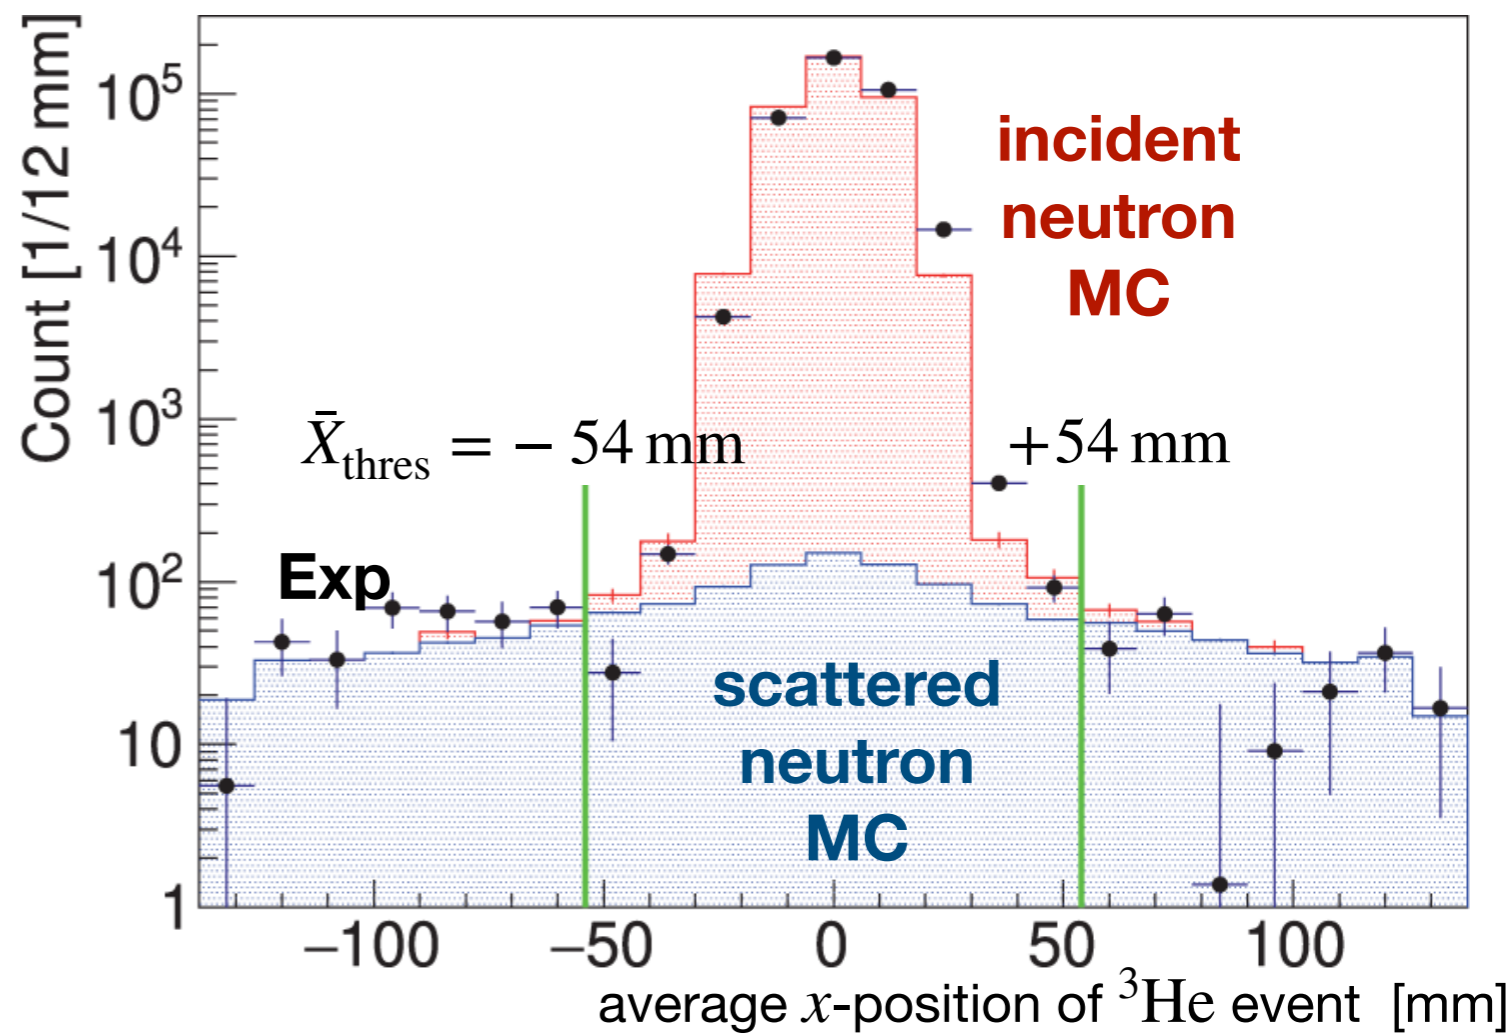 Count [1/12 mm]
10⁵
10⁴
10³
10²
10
1
incident
neutron
MC
X̄thres = − 54 mm
+54 mm
Exp
scattered
neutron
MC
−100 −50 0 50 100
average x-position of ³He event [mm]